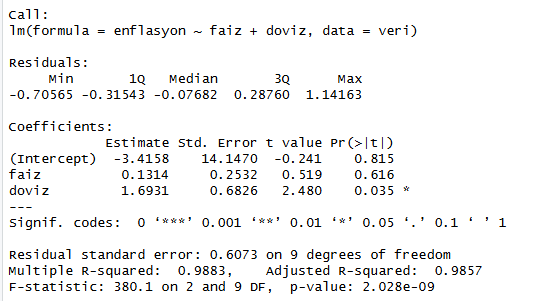 Call:
lm(formula = enflasyon ~ faiz + doviz, data = veri)
Residuals:
Min 1Q Median 3Q Max
-0.70565 -0.31543 -0.07682 0.28760 1.14163
Coefficients:
Estimate Std. Error t value Pr(>|t|)
(Intercept) -3.4158 14.1470 -0.241 0.815
faiz 0.1314 0.2532 0.519 0.616
doviz 1.6931 0.6826 2.480 0.035 *
---
Signif. codes: 0 ‘***’ 0.001 ‘**’ 0.01 ‘*’ 0.05 ‘.’ 0.1 ‘ ’ 1
Residual standard error: 0.6073 on 9 degrees of freedom
Multiple R-squared: 0.9883, Adjusted R-squared: 0.9857
F-statistic: 380.1 on 2 and 9 DF, p-value: 2.028e-09